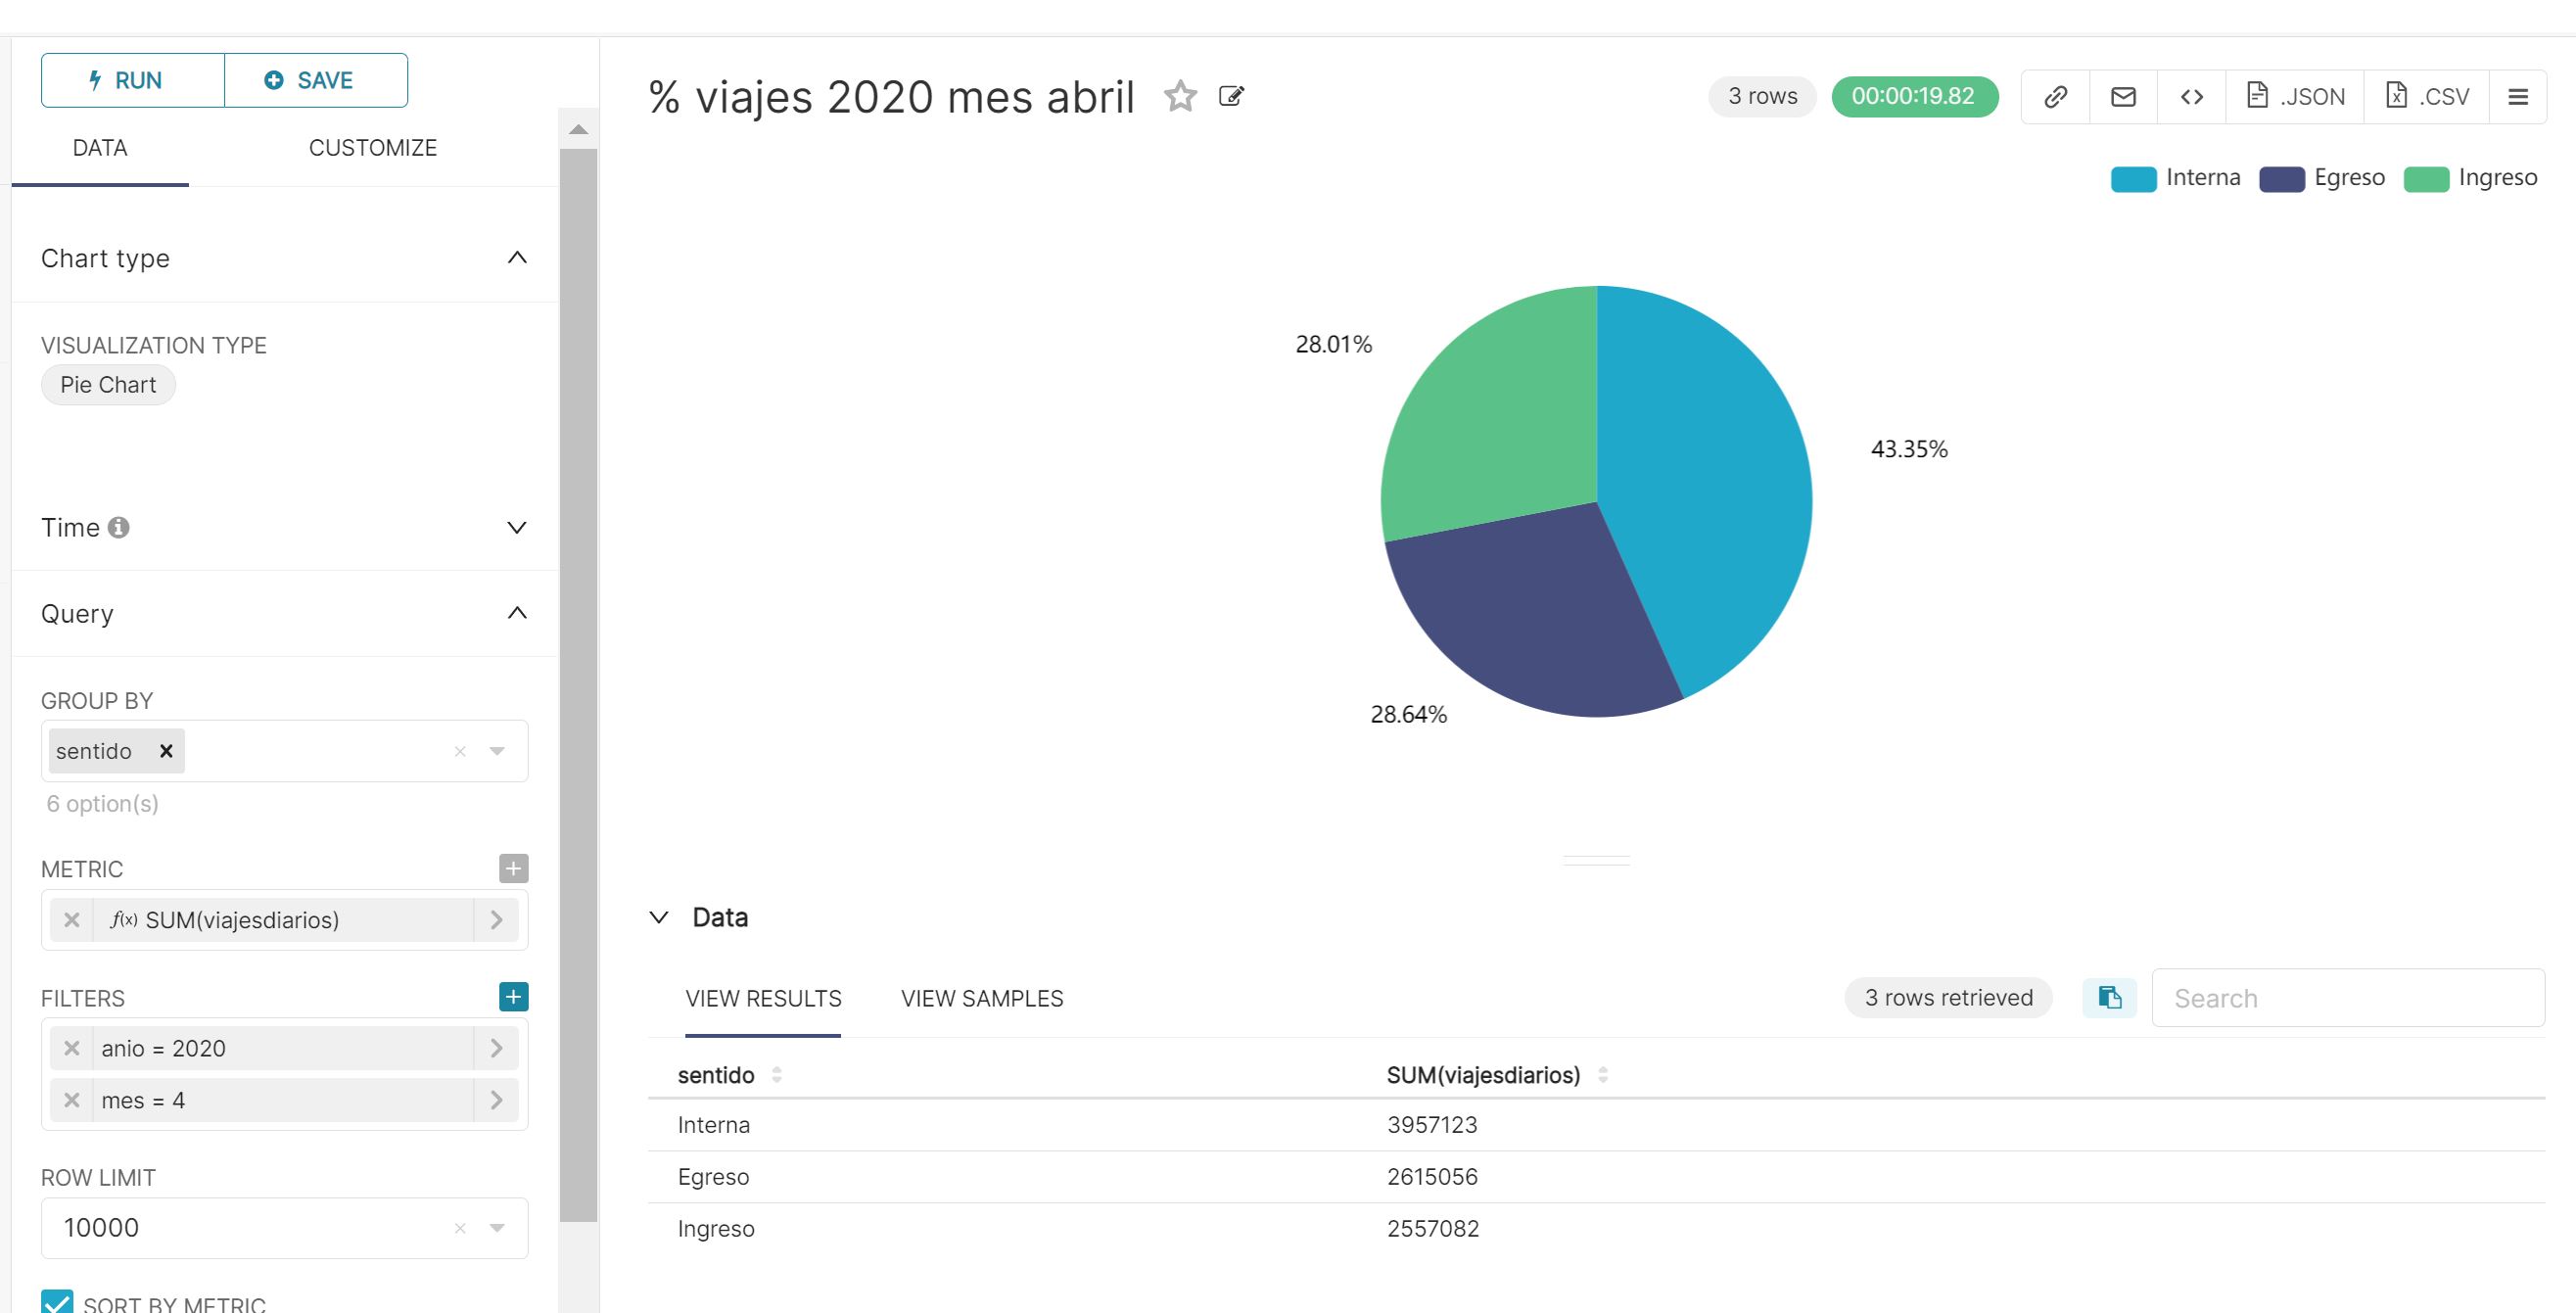 RUN SAVE
DATA CUSTOMIZE
Chart type
VISUALIZATION TYPE
Pie Chart
Time
Query
GROUP BY
sentido
6 option(s)
METRIC
f(x) SUM(viajesdiarios)
FILTERS
anio = 2020
mes = 4
ROW LIMIT
10000
SORT BY METRIC
% viajes 2020 mes abril
3 rows 00:00:19.82 .JSON .CSV
Interna Egreso Ingreso
28.01%
43.35%
28.64%
Data
VIEW RESULTS VIEW SAMPLES 3 rows retrieved Search
sentido SUM(viajesdiarios)
Interna 3957123
Egreso 2615056
Ingreso 2557082